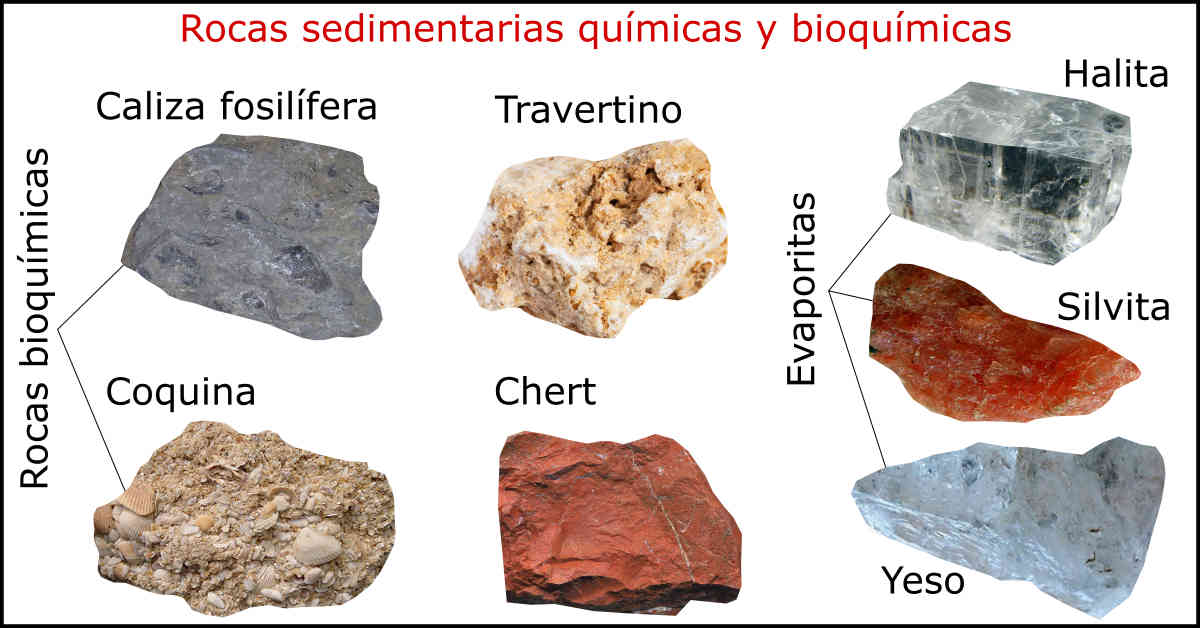 Rocas sedimentarias químicas y bioquímicas
Rocas bioquímicas
Caliza fosilífera
Coquina
Travertino
Chert
Evaporitas
Halita
Silvita
Yeso